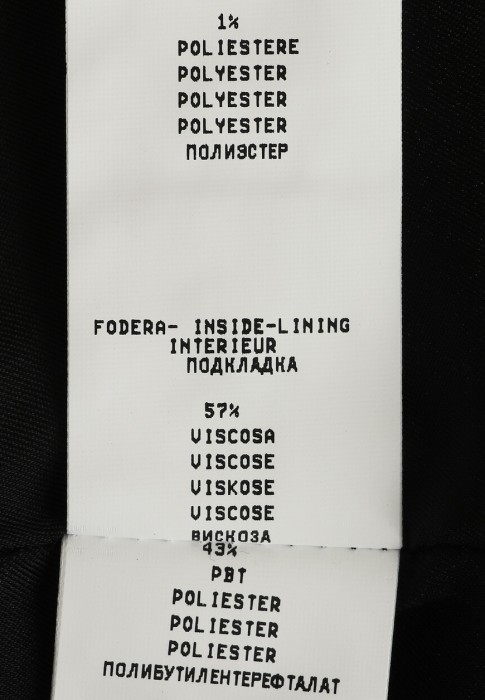 1%
POLIESTERE
POLYESTER
POLYESTER
POLYESTER
ПОЛИЭСТЕР
FODERA- INSIDE-LINING
INTERIEUR
ПОДКЛАДКА
57%
VISCOSA
VISCOSE
VISKOSE
VISCOSE
ВИСКОЗА
43%
PBT
POLIESTER
POLIESTER
POLIESTER
ПОЛИБУТИЛЕНТЕРЕФТАЛАТ